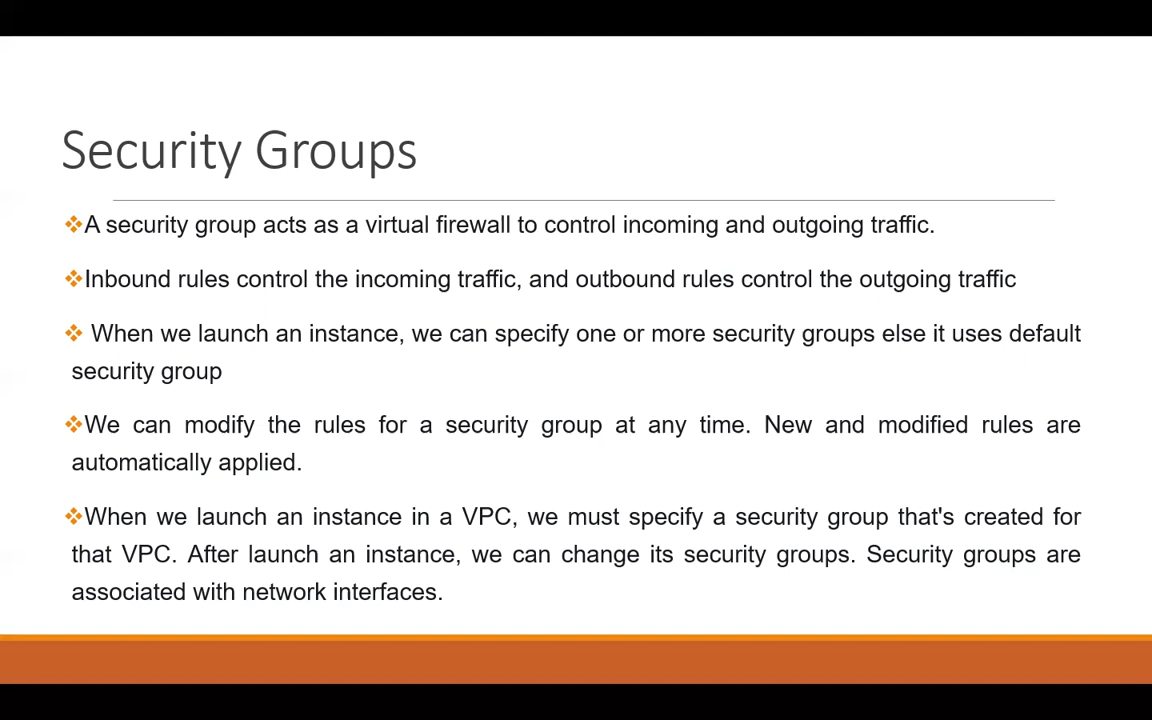 Security Groups
❖A security group acts as a virtual firewall to control incoming and outgoing traffic.
❖Inbound rules control the incoming traffic, and outbound rules control the outgoing traffic
❖ When we launch an instance, we can specify one or more security groups else it uses default
security group
❖We can modify the rules for a security group at any time. New and modified rules are
automatically applied.
❖When we launch an instance in a VPC, we must specify a security group that's created for
that VPC. After launch an instance, we can change its security groups. Security groups are
associated with network interfaces.